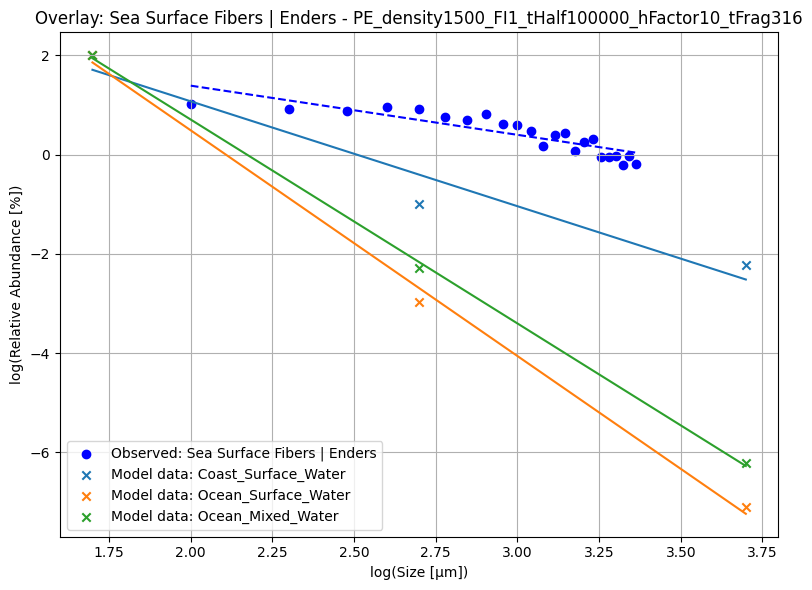 Overlay: Sea Surface Fibers | Enders - PE_density1500_FI1_tHalf100000_hFactor10_tFrag316
log(Relative Abundance [%])
2
0
−2
−4
−6
Observed: Sea Surface Fibers | Enders
Model data: Coast_Surface_Water
Model data: Ocean_Surface_Water
Model data: Ocean_Mixed_Water
1.75 2.00 2.25 2.50 2.75 3.00 3.25 3.50 3.75
log(Size [μm])